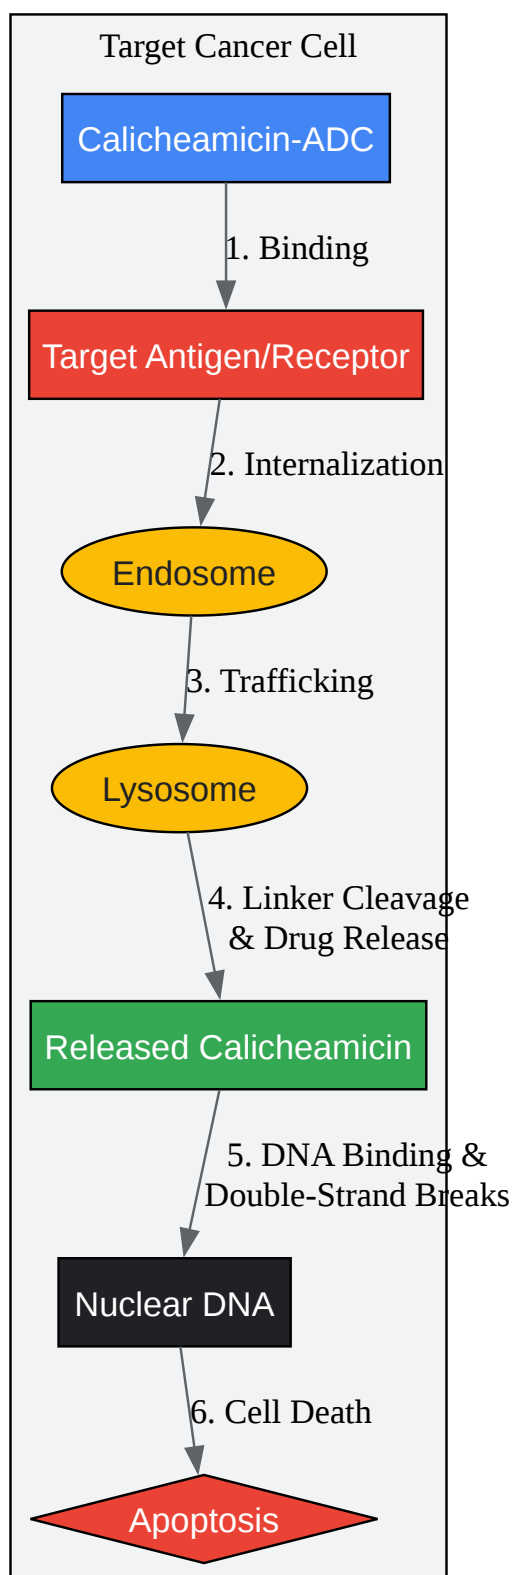 Target Cancer Cell
Calicheamicin-ADC
1. Binding
Target Antigen/Receptor
2. Internalization
Endosome
3. Trafficking
Lysosome
4. Linker Cleavage
& Drug Release
Released Calicheamicin
5. DNA Binding &
Double-Strand Breaks
Nuclear DNA
6. Cell Death
Apoptosis